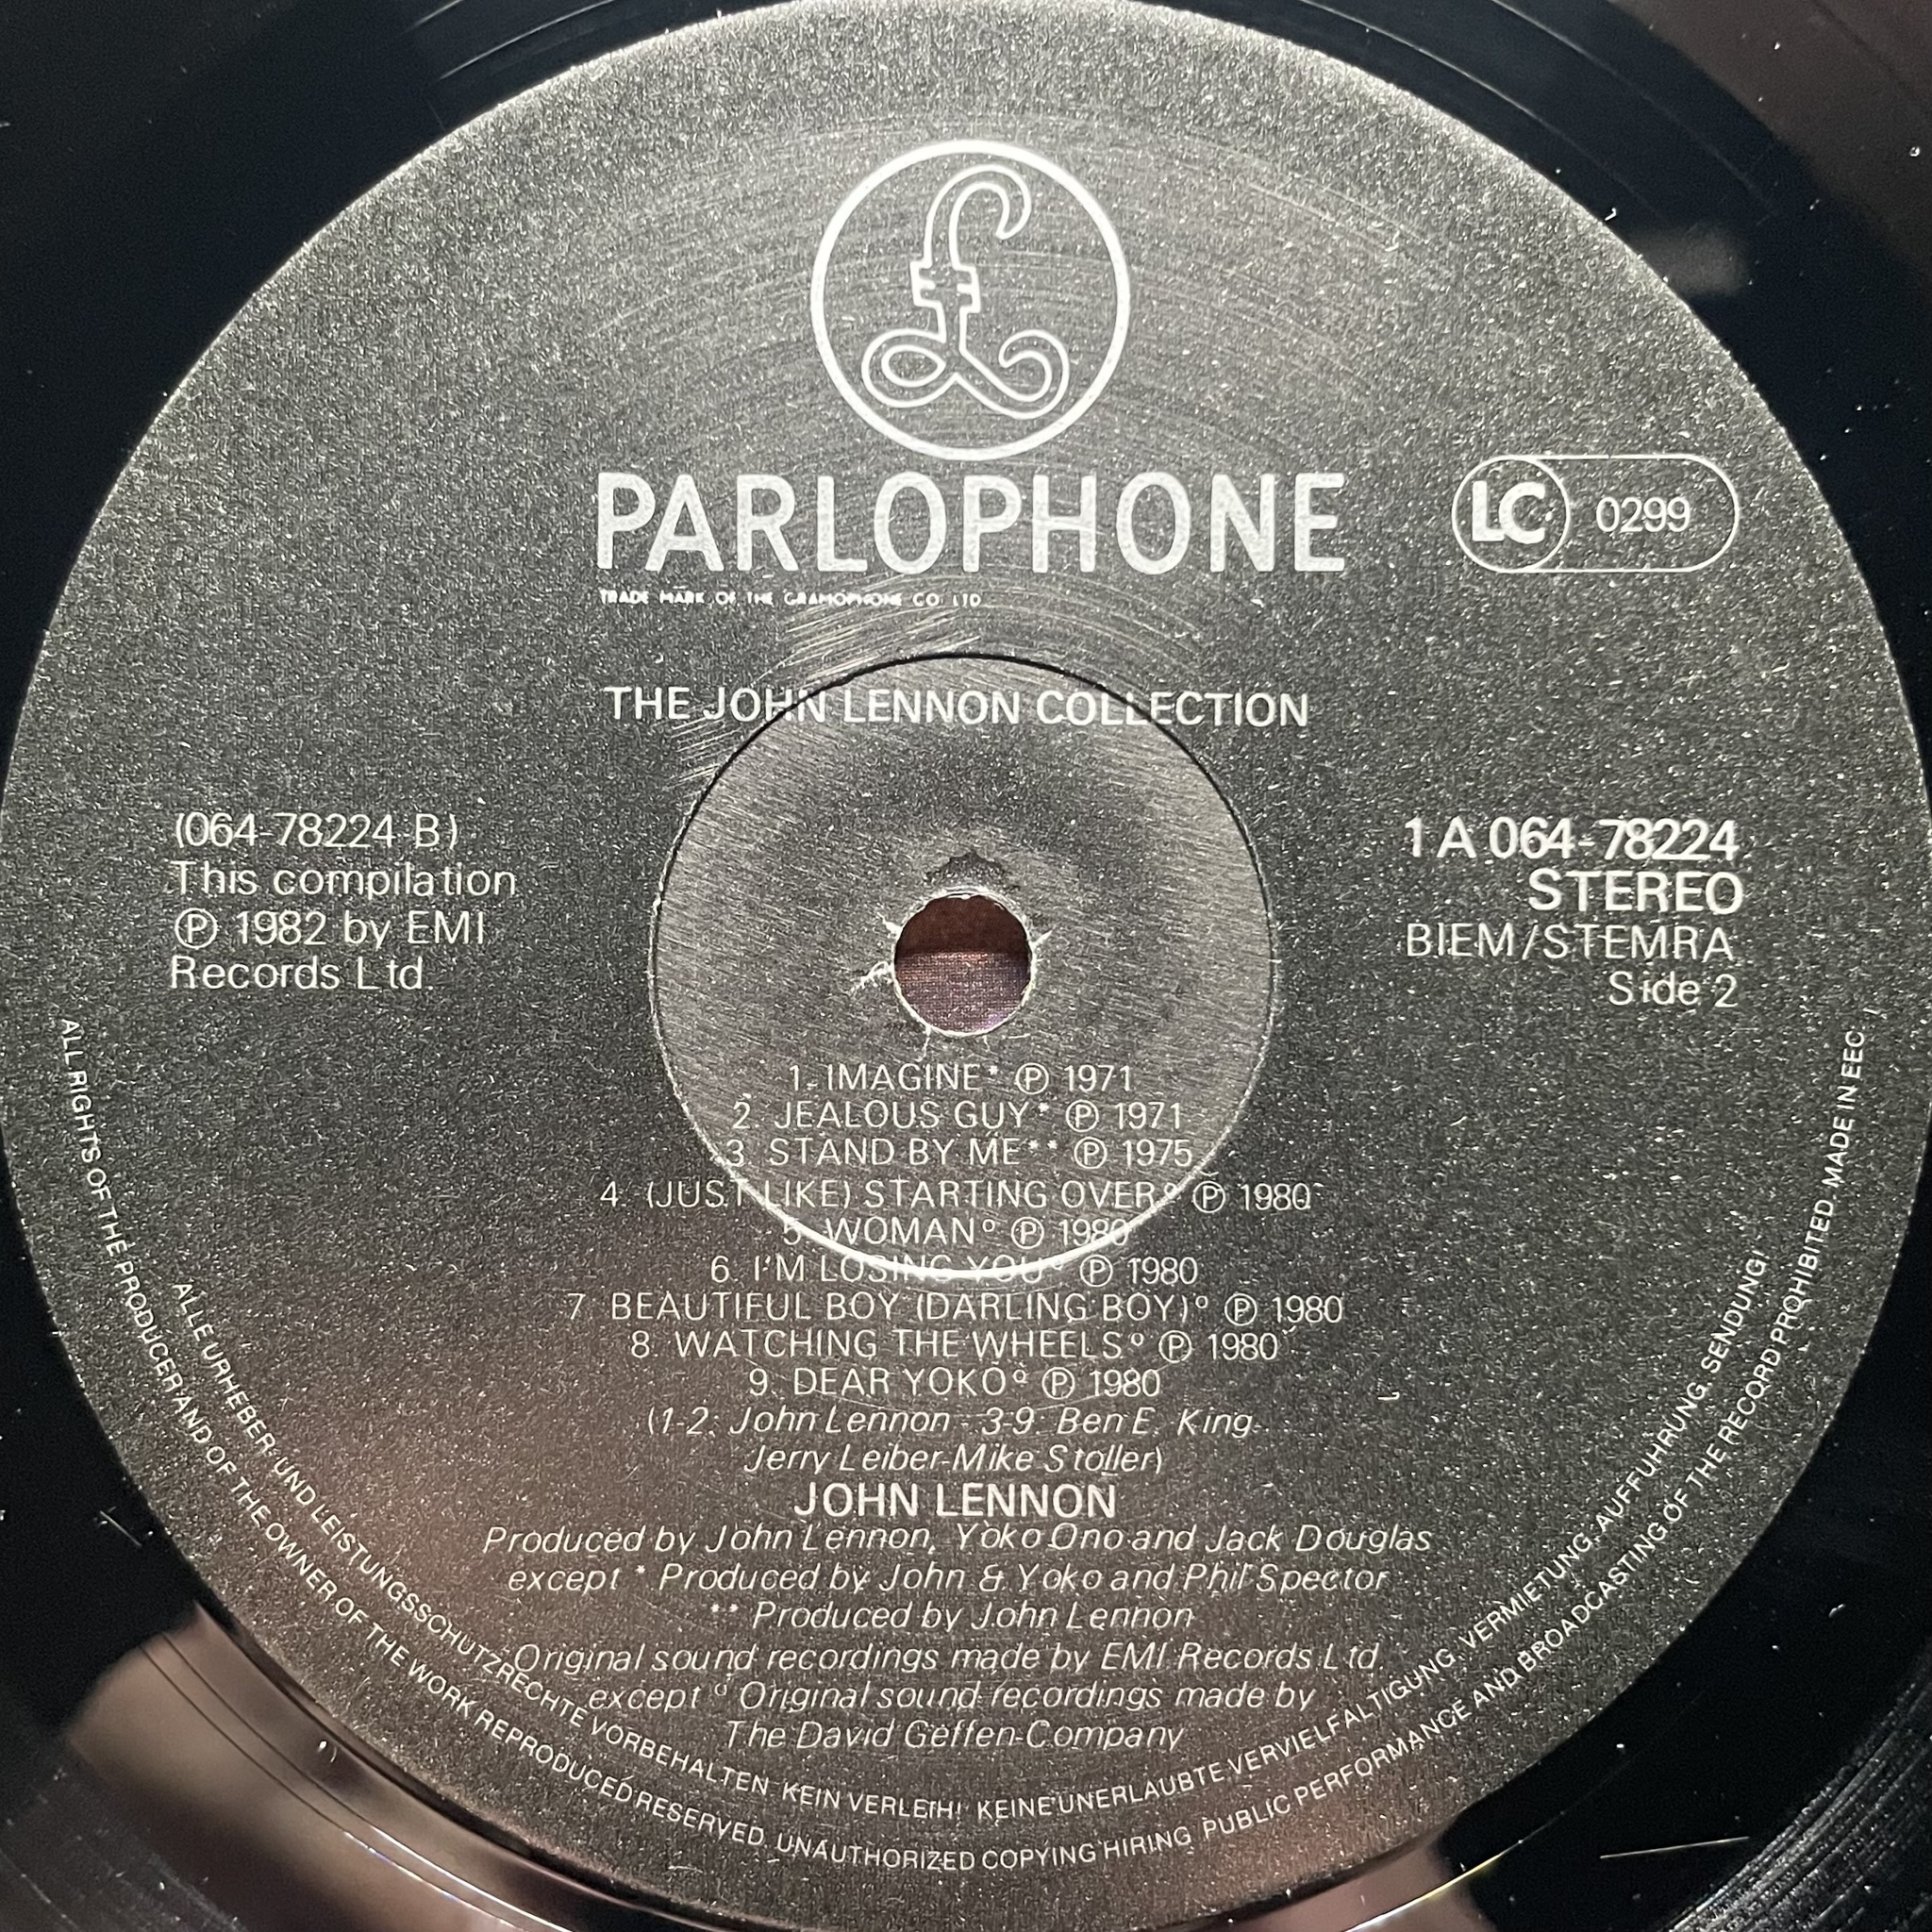 PARLOPHONE
LC 0299
TRADE MARK OF THE GRAMOPHONE CO LTD
THE JOHN LENNON COLLECTION
(064-78224 B)
This compilation
Ⓟ 1982 by EMI
Records Ltd
1A 064-78224
STEREO
BIEM/STEMRA
Side 2
1. IMAGINE* Ⓟ 1971
2. JEALOUS GUY* Ⓟ 1971
3. STAND BY ME** Ⓟ 1975
4. (JUST LIKE) STARTING OVER° Ⓟ 1980
5. WOMAN° Ⓟ 1980
6. I'M LOSING YOU° Ⓟ 1980
7. BEAUTIFUL BOY (DARLING BOY)° Ⓟ 1980
8. WATCHING THE WHEELS° Ⓟ 1980
9. DEAR YOKO° Ⓟ 1980
(1-2: John Lennon - 3-9: Ben E. King-
Jerry Leiber-Mike Stoller)
JOHN LENNON
Produced by John Lennon, Yoko Ono and Jack Douglas
except * Produced by John & Yoko and Phil Spector
** Produced by John Lennon
Original sound recordings made by EMI Records Ltd.
except ° Original sound recordings made by
The David Geffen Company
ALLE URHEBER-UND LEISTUNGSSCHUTZRECHTE VORBEHALTEN KEIN VERLEIH! KEINE UNERLAUBTE VERVIELFÄLTIGUNG, VERMIETUNG, AUFFÜHRUNG, SENDUNG!
ALL RIGHTS OF THE PRODUCER AND OF THE OWNER OF THE WORK REPRODUCED RESERVED. UNAUTHORIZED COPYING HIRING PUBLIC PERFORMANCE AND BROADCASTING OF THE RECORD PROHIBITED. MADE IN EEC.